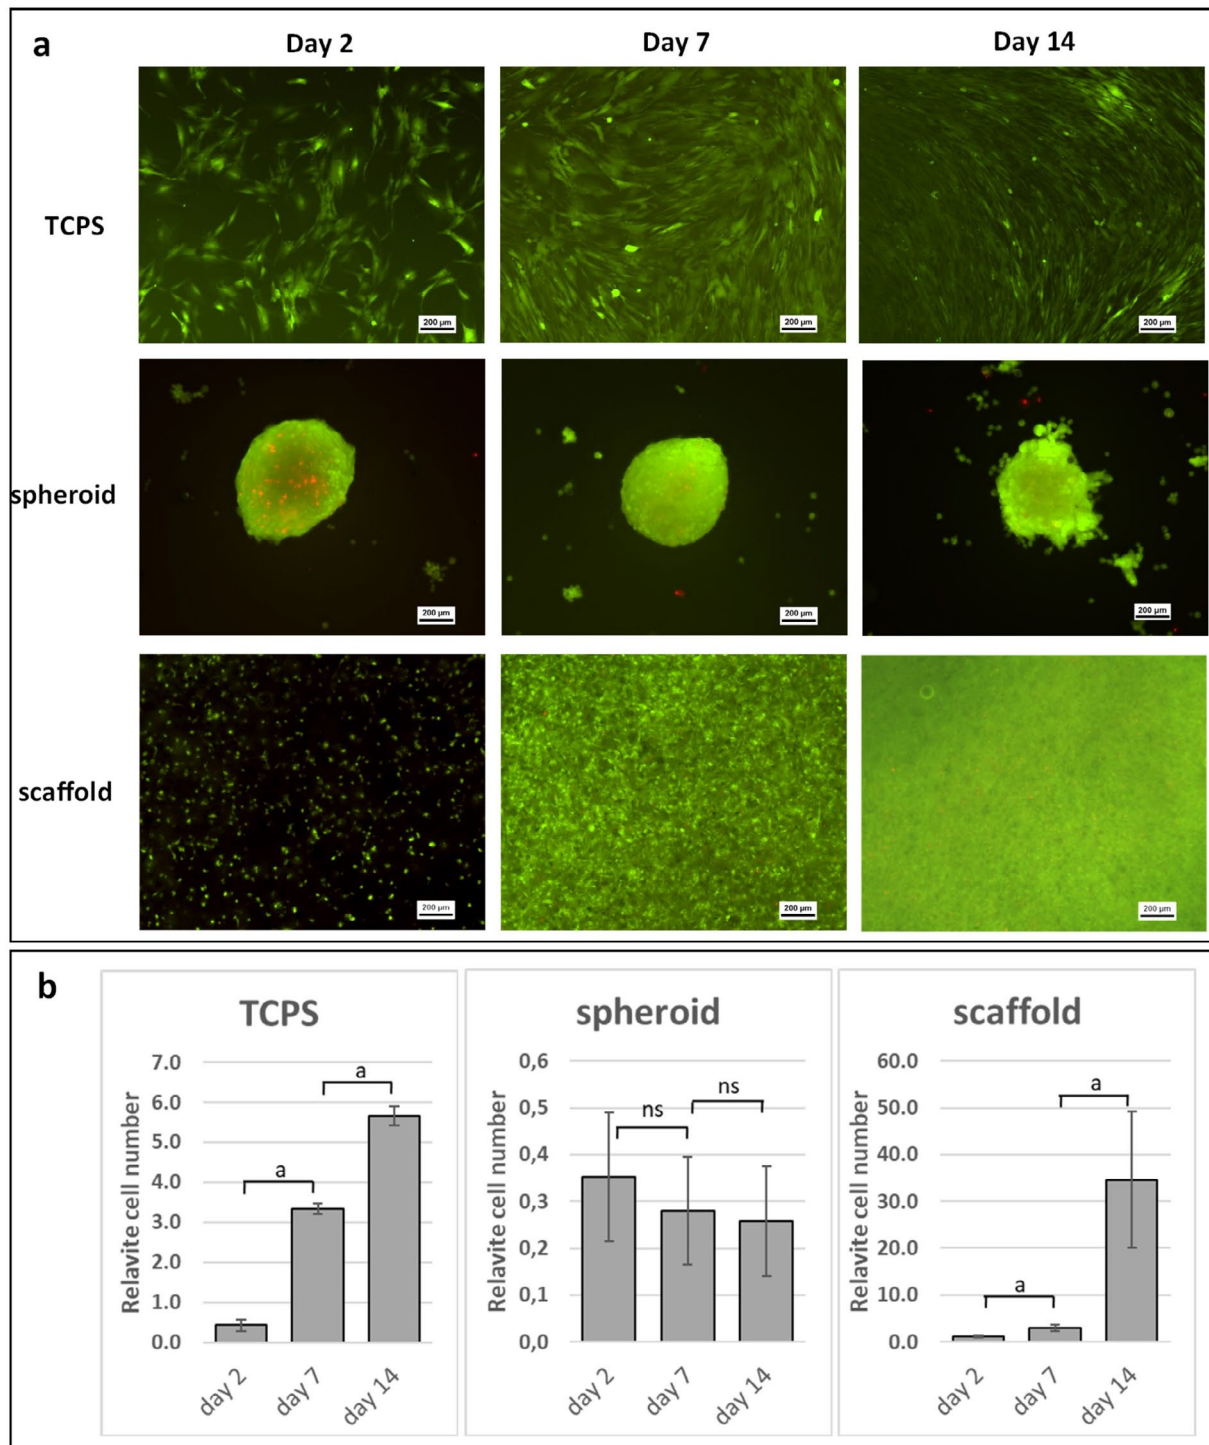 a
Day 2 Day 7 Day 14
TCPS
200 µm 200 µm 200 µm
spheroid
200 µm 200 µm 200 µm
scaffold
200 µm 200 µm 200 µm
b
TCPS
Relavite cell number
7.0
6.0
5.0
4.0
3.0
2.0
1.0
0.0
a
a
day 2 day 7 day 14
spheroid
Relavite cell number
0,6
0,5
0,4
0,3
0,2
0,1
0,0
ns
ns
day 2 day 7 day 14
scaffold
Relavite cell number
60.0
50.0
40.0
30.0
20.0
10.0
0.0
a
a
day 2 day 7 day 14